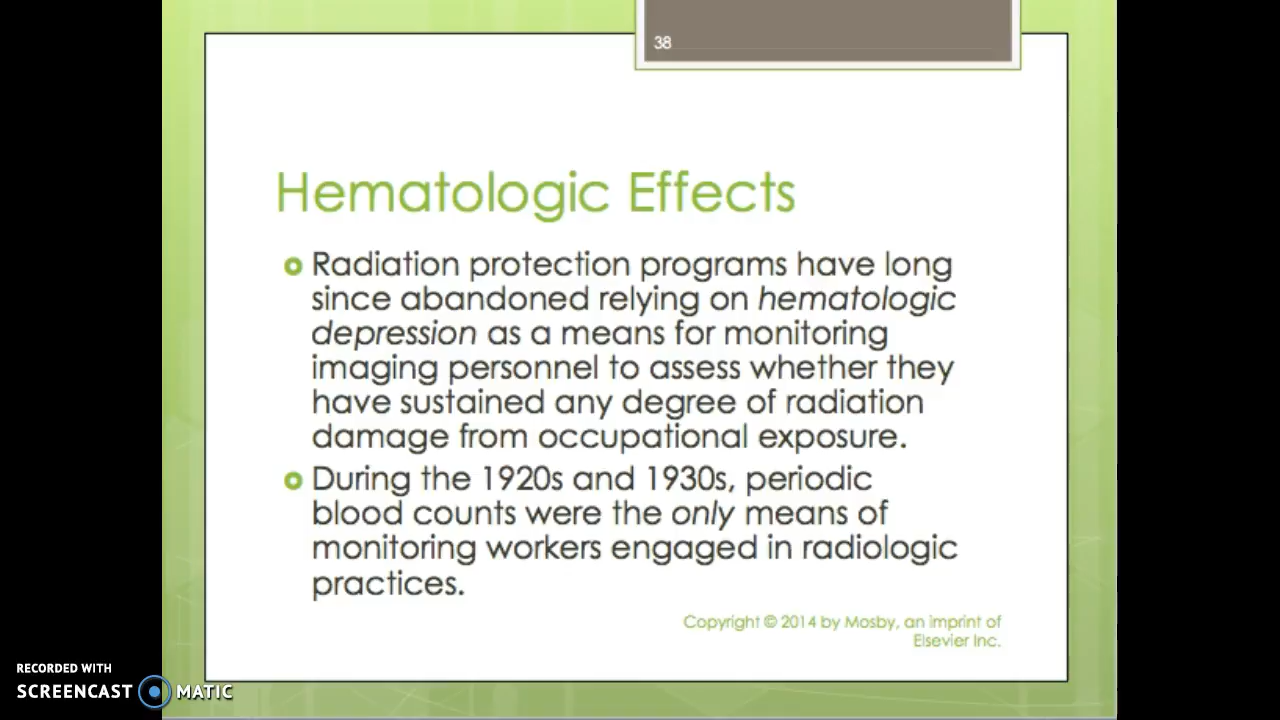 38
Hematologic Effects
Radiation protection programs have long
since abandoned relying on hematologic
depression as a means for monitoring
imaging personnel to assess whether they
have sustained any degree of radiation
damage from occupational exposure.
During the 1920s and 1930s, periodic
blood counts were the only means of
monitoring workers engaged in radiologic
practices.
Copyright © 2014 by Mosby, an imprint of
Elsevier Inc.
RECORDED WITH
SCREENCAST MATIC